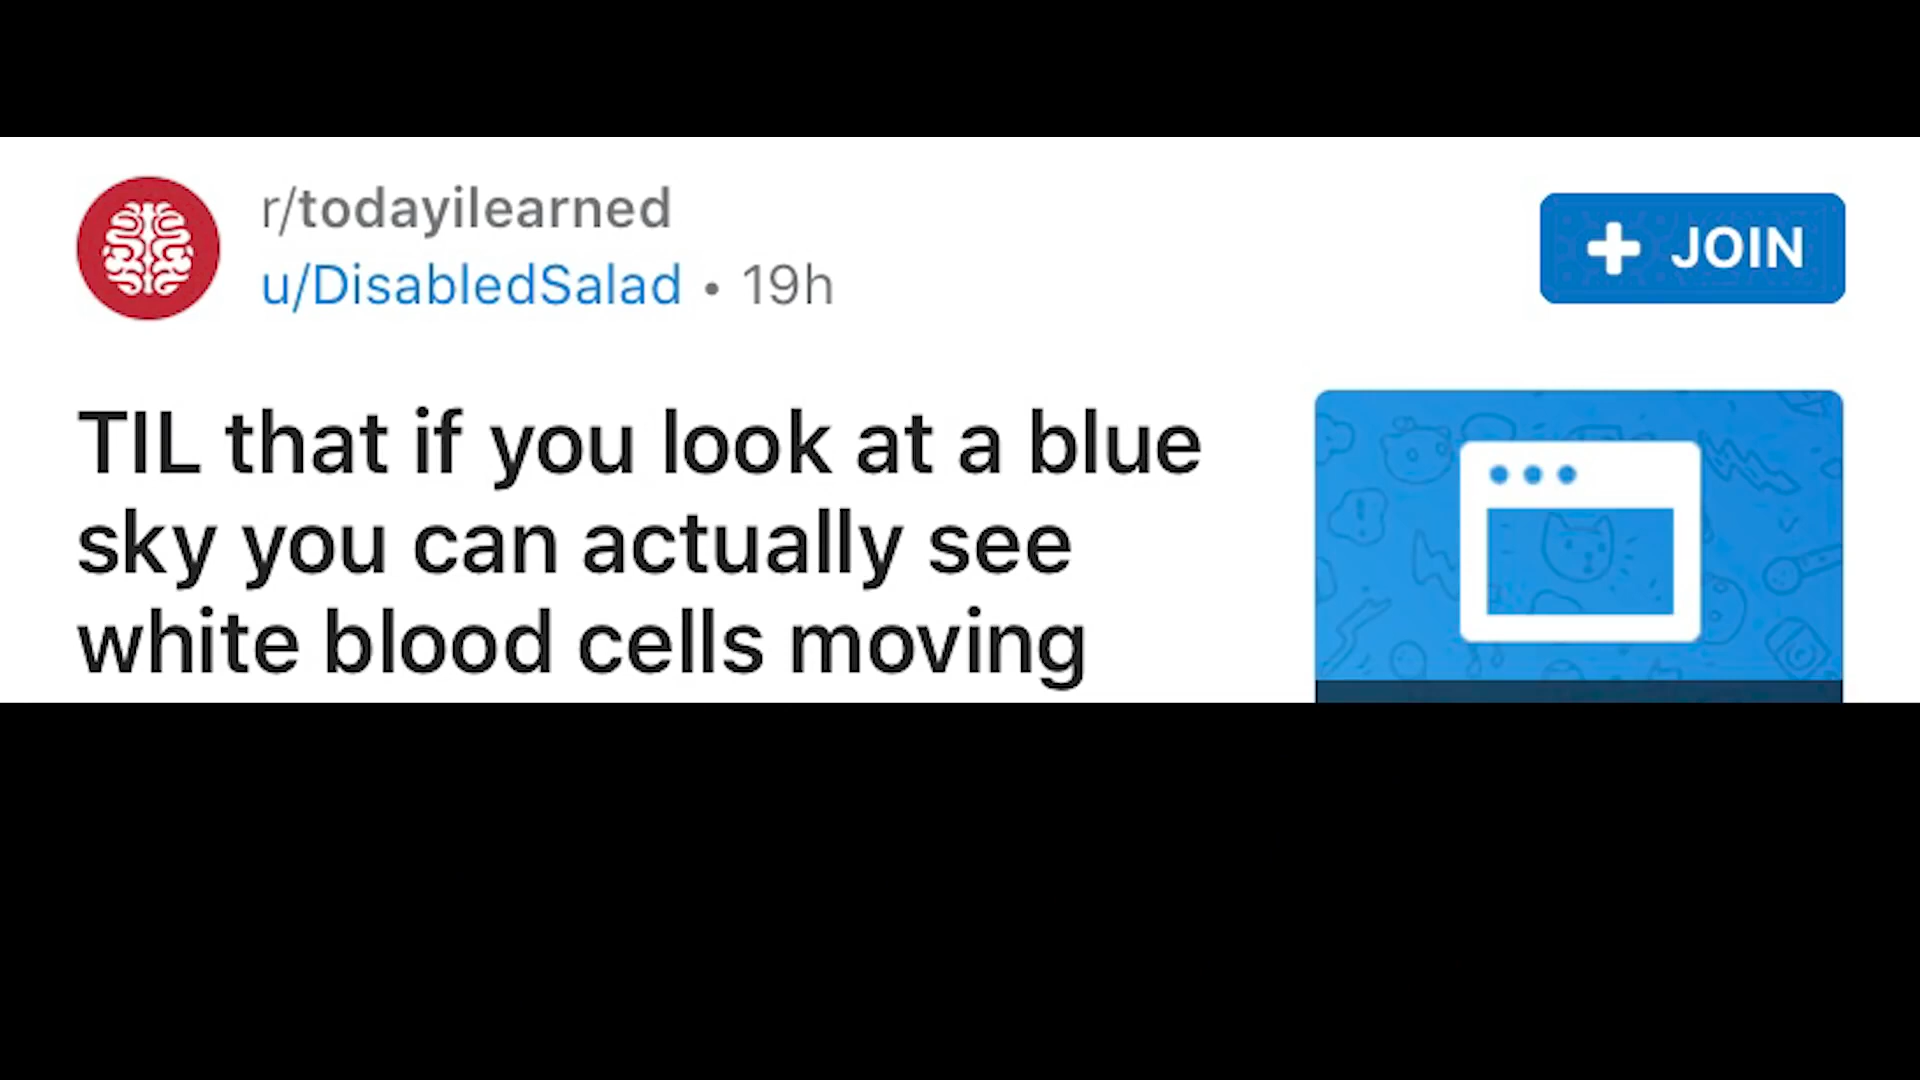 r/todayilearned
u/DisabledSalad • 19h
JOIN
TIL that if you look at a blue
sky you can actually see
white blood cells moving